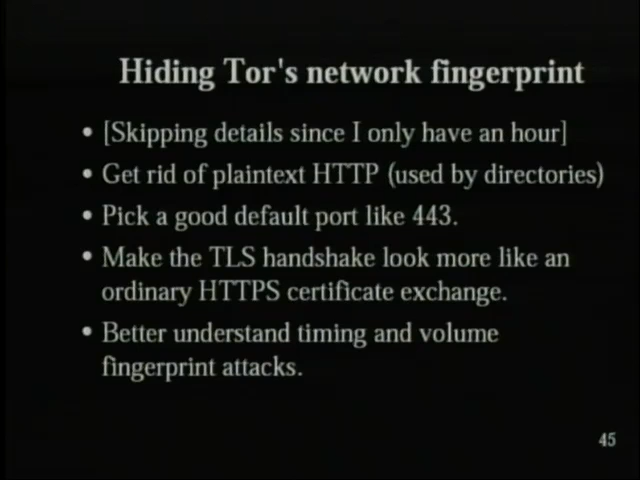 Hiding Tor's network fingerprint
• [Skipping details since I only have an hour]
• Get rid of plaintext HTTP (used by directories)
• Pick a good default port like 443.
• Make the TLS handshake look more like an
ordinary HTTPS certificate exchange.
• Better understand timing and volume
fingerprint attacks.
45